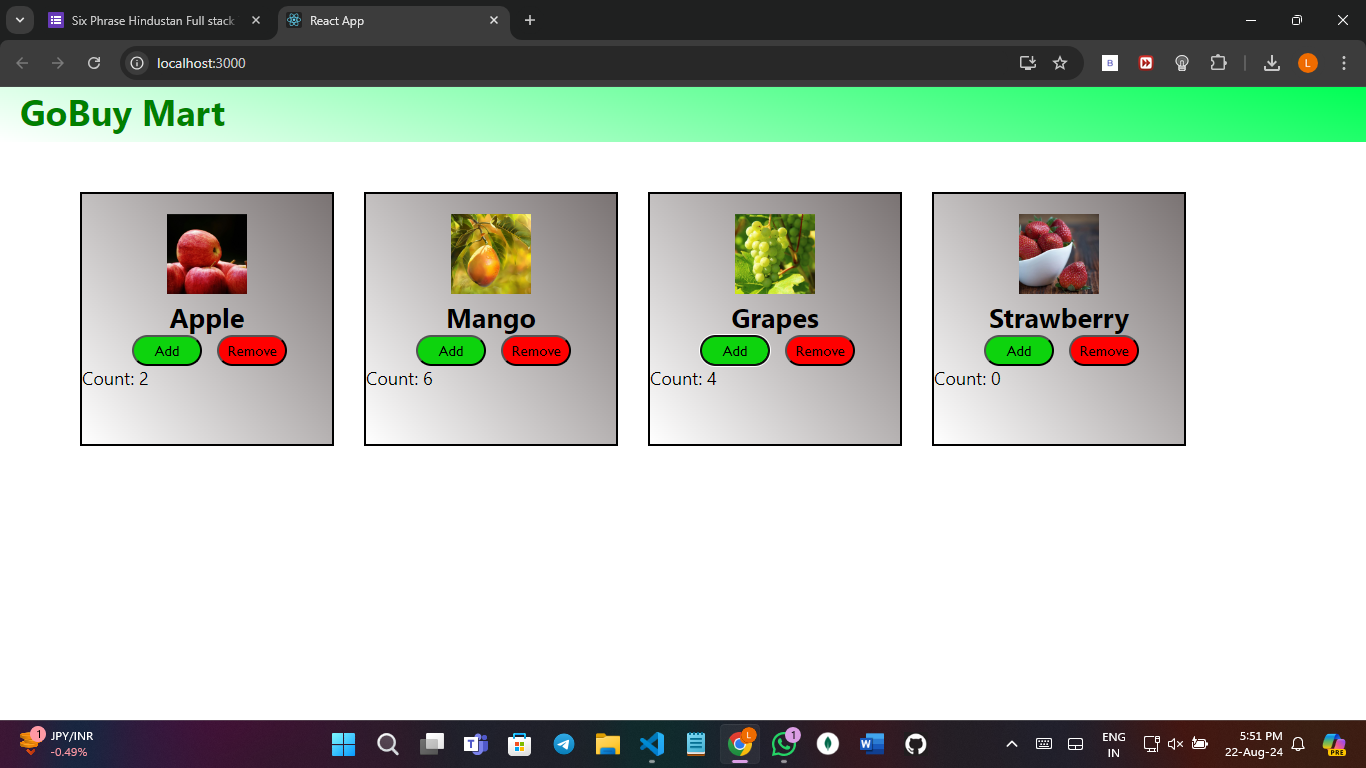 Six Phrase Hindustan Full stack
React App
localhost:3000
B
L
GoBuy Mart
Apple
Add Remove
Count: 2
Mango
Add Remove
Count: 6
Grapes
Add Remove
Count: 4
Strawberry
Add Remove
Count: 0
1
JPY/INR
-0.49%
L
1
W
ENG
IN
5:51 PM
22-Aug-24
PRE